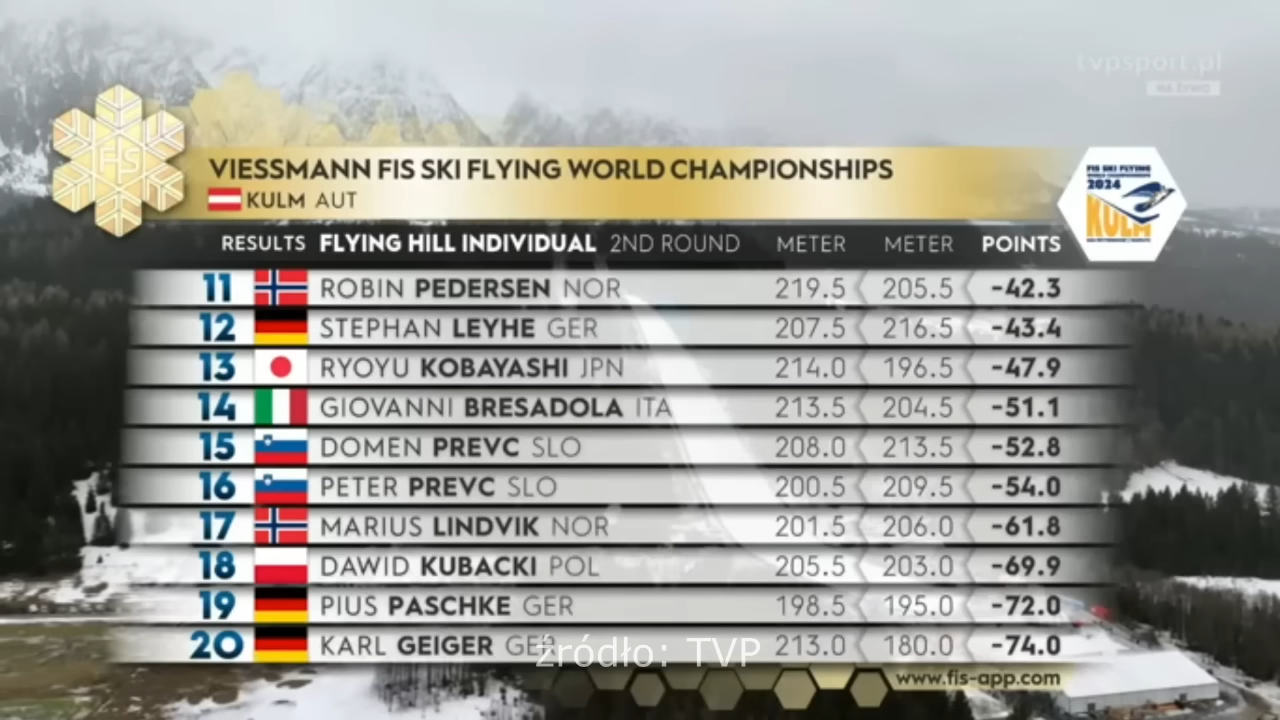 tvpsport.pl
NA ŻYWO
FIS
VIESSMANN FIS SKI FLYING WORLD CHAMPIONSHIPS
KULM AUT
FIS SKI FLYING
WORLD CHAMPIONSHIPS
2024
KULM
RESULTS FLYING HILL INDIVIDUAL 2ND ROUND METER METER POINTS
11 ROBIN PEDERSEN NOR 219.5 205.5 -42.3
12 STEPHAN LEYHE GER 207.5 216.5 -43.4
13 RYOYU KOBAYASHI JPN 214.0 196.5 -47.9
14 GIOVANNI BRESADOLA ITA 213.5 204.5 -51.1
15 DOMEN PREVC SLO 208.0 213.5 -52.8
16 PETER PREVC SLO 200.5 209.5 -54.0
17 MARIUS LINDVIK NOR 201.5 206.0 -61.8
18 DAWID KUBACKI POL 205.5 203.0 -69.9
19 PIUS PASCHKE GER 198.5 195.0 -72.0
20 KARL GEIGER GER 213.0 180.0 -74.0
źródło: TVP
www.fis-app.com